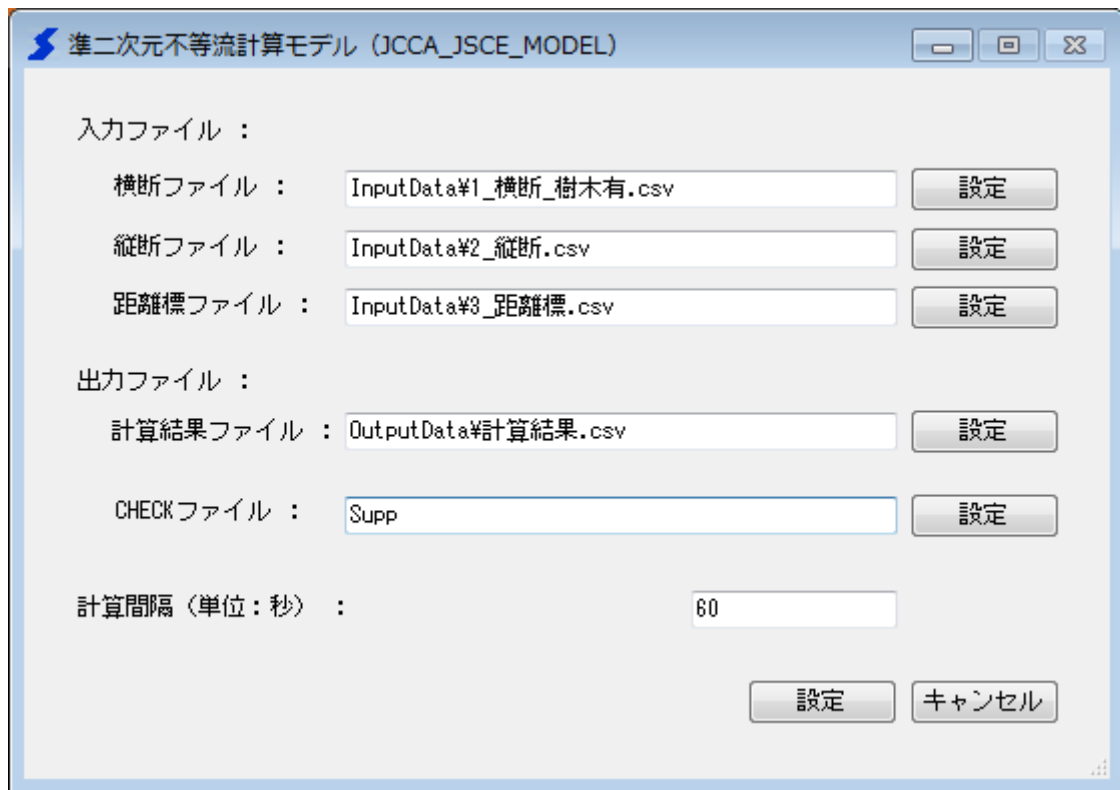 準二次元不等流計算モデル（JCCA_JSCE_MODEL）
入力ファイル ：
横断ファイル ： InputData¥1_横断_樹木有.csv 設定
縦断ファイル ： InputData¥2_縦断.csv 設定
距離標ファイル ： InputData¥3_距離標.csv 設定
出力ファイル ：
計算結果ファイル ： OutputData¥計算結果.csv 設定
CHECKファイル ： Supp 設定
計算間隔（単位：秒） ： 60
設定 キャンセル